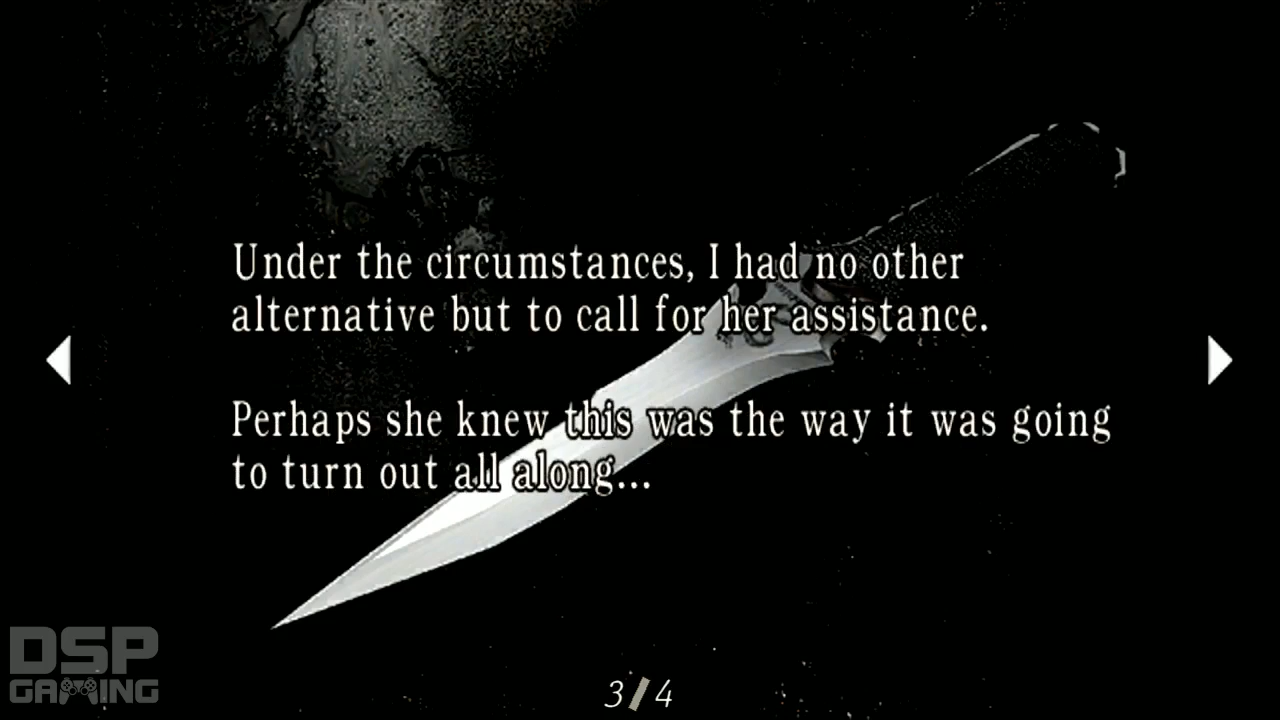 Under the circumstances, I had no other
alternative but to call for her assistance.
Perhaps she knew this was the way it was going
to turn out all along...
DSP
GAMING
3/4